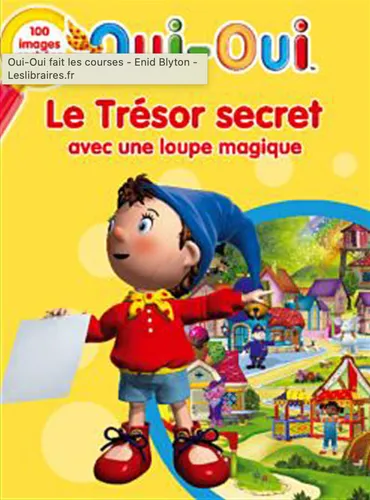 100
images
Oui-Oui
Oui-Oui fait les courses - Enid Blyton -
Leslibraires.fr
Le Trésor secret
avec une loupe magique